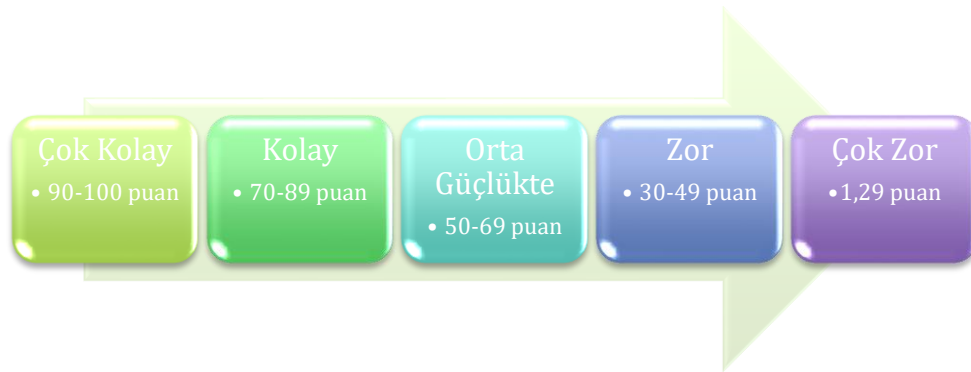 Çok Kolay
• 90-100 puan
Kolay
• 70-89 puan
Orta
Güçlükte
• 50-69 puan
Zor
• 30-49 puan
Çok Zor
•1,29 puan